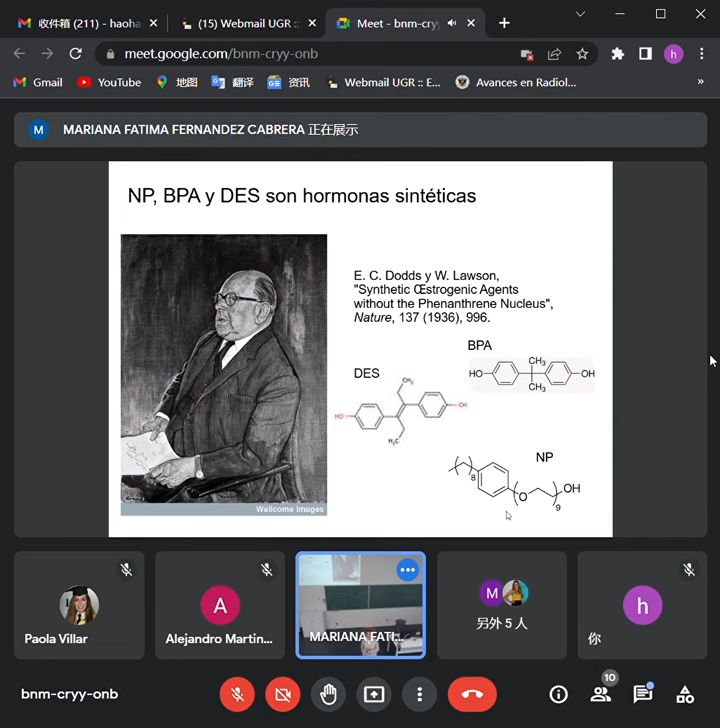 收件箱 (211) - haoha
(15) Webmail UGR ::
Meet - bnm-cry
meet.google.com/bnm-cryy-onb
h
Gmail
YouTube
地图
翻译
资讯
Webmail UGR :: E...
Avances en Radiol...
»
M
MARIANA FATIMA FERNANDEZ CABRERA 正在展示
NP, BPA y DES son hormonas sintéticas
E. C. Dodds y W. Lawson,
"Synthetic Œstrogenic Agents
without the Phenanthrene Nucleus",
Nature, 137 (1936), 996.
BPA
CH3
HO
OH
CH3
DES
CH3
HO
OH
H3C
NP
8
O
OH
9
Wellcome Images
Paola Villar
A
Alejandro Martin...
MARIANA FATI...
M
另外 5 人
h
你
bnm-cryy-onb
10